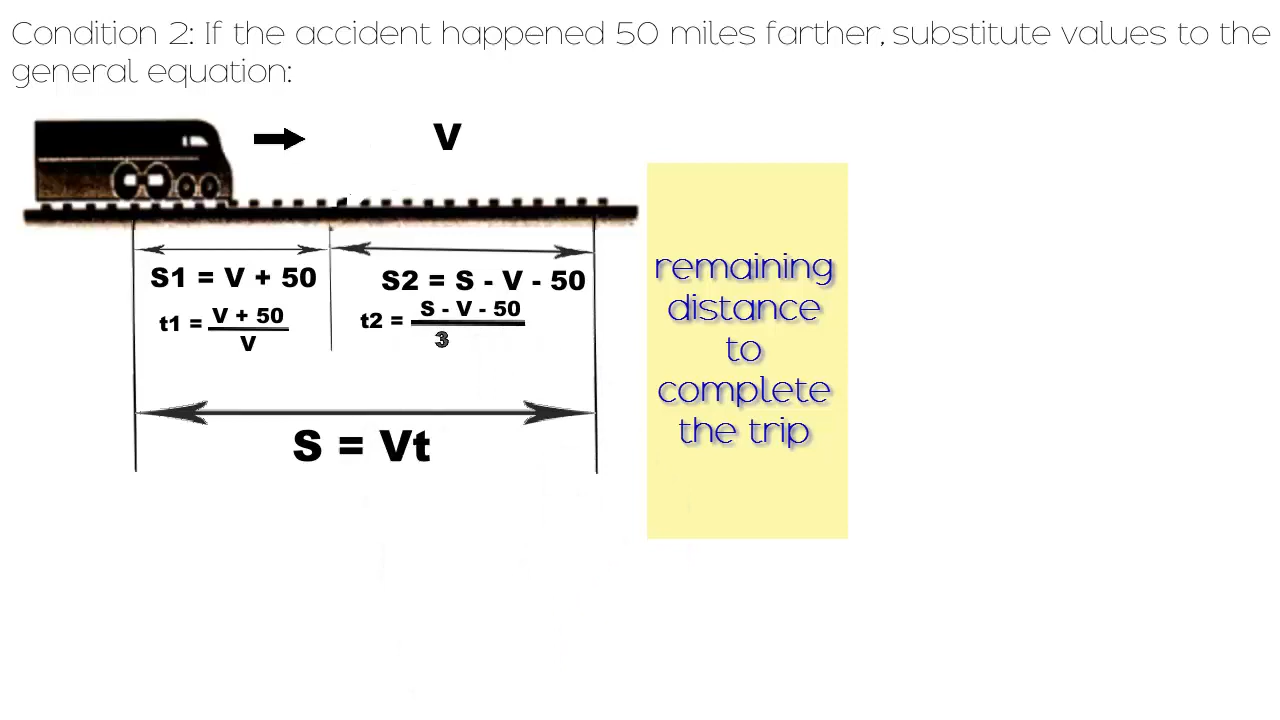 Condition 2: If the accident happened 50 miles farther, substitute values to the
general equation:
V
S1 = V + 50
S2 = S - V - 50
t1 = V + 50
V
t2 = S - V - 50
3
S = Vt
remaining
distance
to
complete
the trip